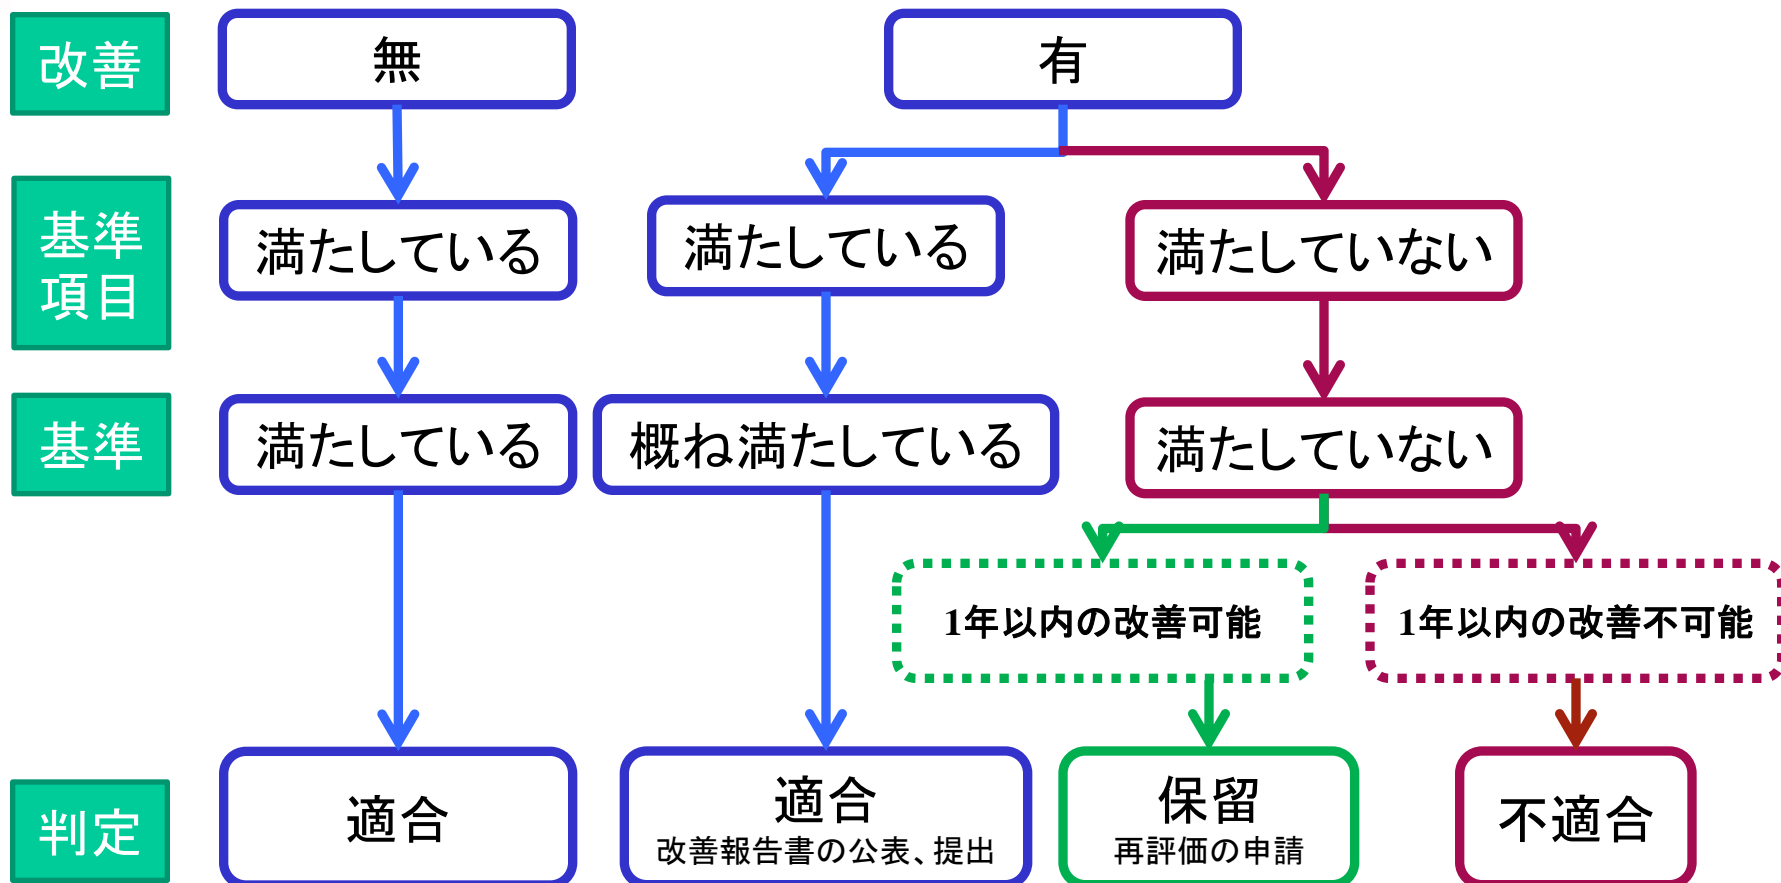 改善
無
有
基準
項目
満たしている
満たしている
満たしていない
基準
満たしている
概ね満たしている
満たしていない
1年以内の改善可能
1年以内の改善不可能
判定
適合
適合
改善報告書の公表、提出
保留
再評価の申請
不適合